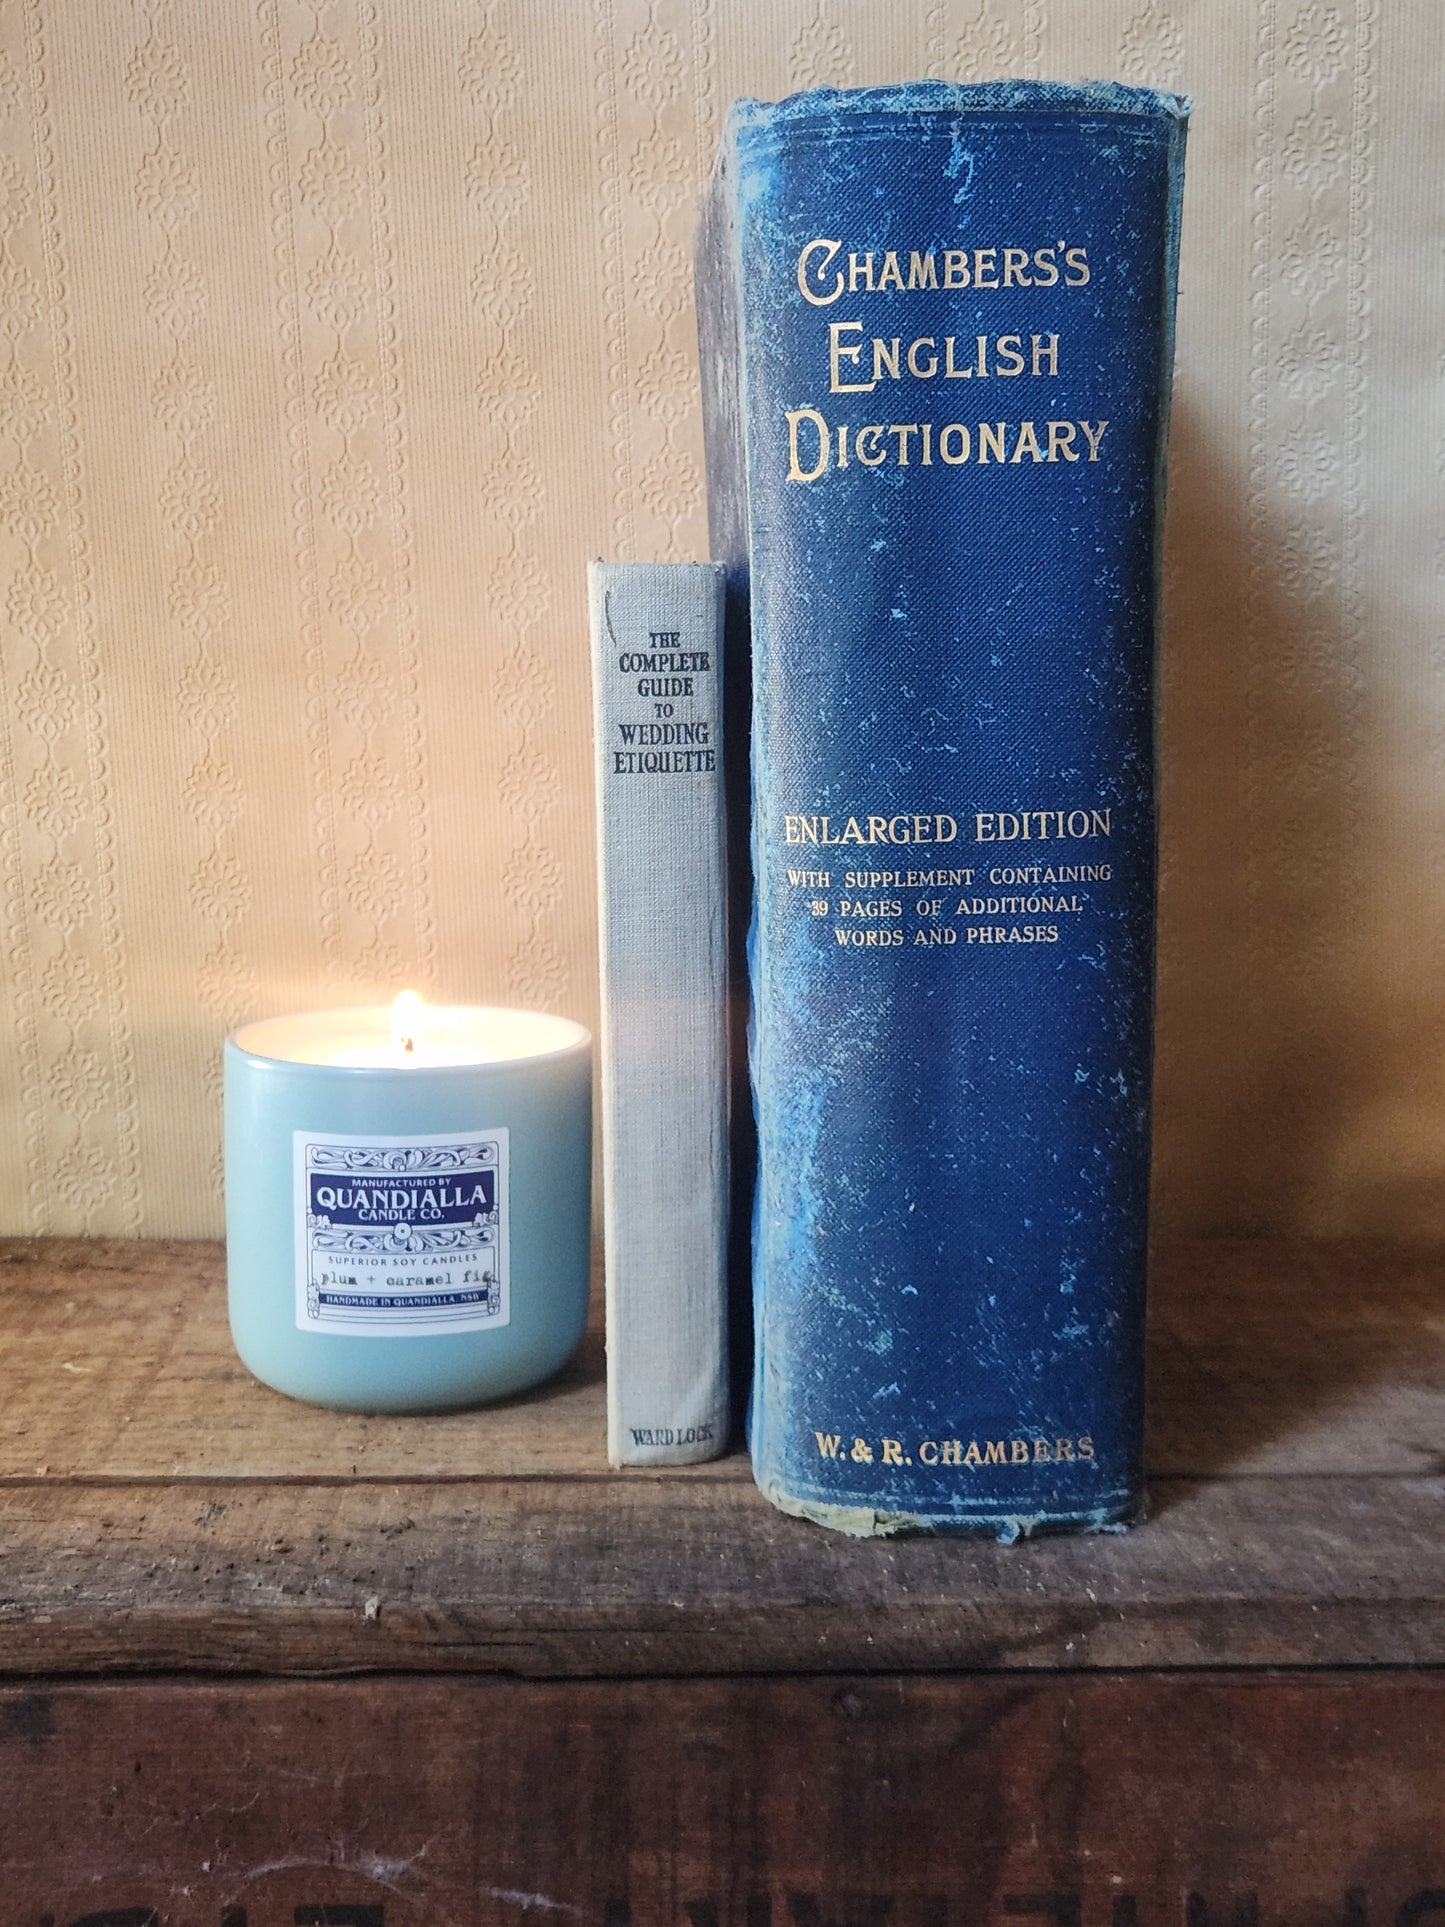 THE
COMPLETE
GUIDE
TO
WEDDING
ETIQUETTE
WARD LOCK
CHAMBERS'S
ENGLISH
DICTIONARY
ENLARGED EDITION
WITH SUPPLEMENT CONTAINING
39 PAGES OF ADDITIONAL
WORDS AND PHRASES
W. & R. CHAMBERS
MANUFACTURED BY
QUANDIALLA
CANDLE CO.
SUPERIOR SOY CANDLES
plum + caramel fig
HANDMADE IN QUANDIALLA, NSW